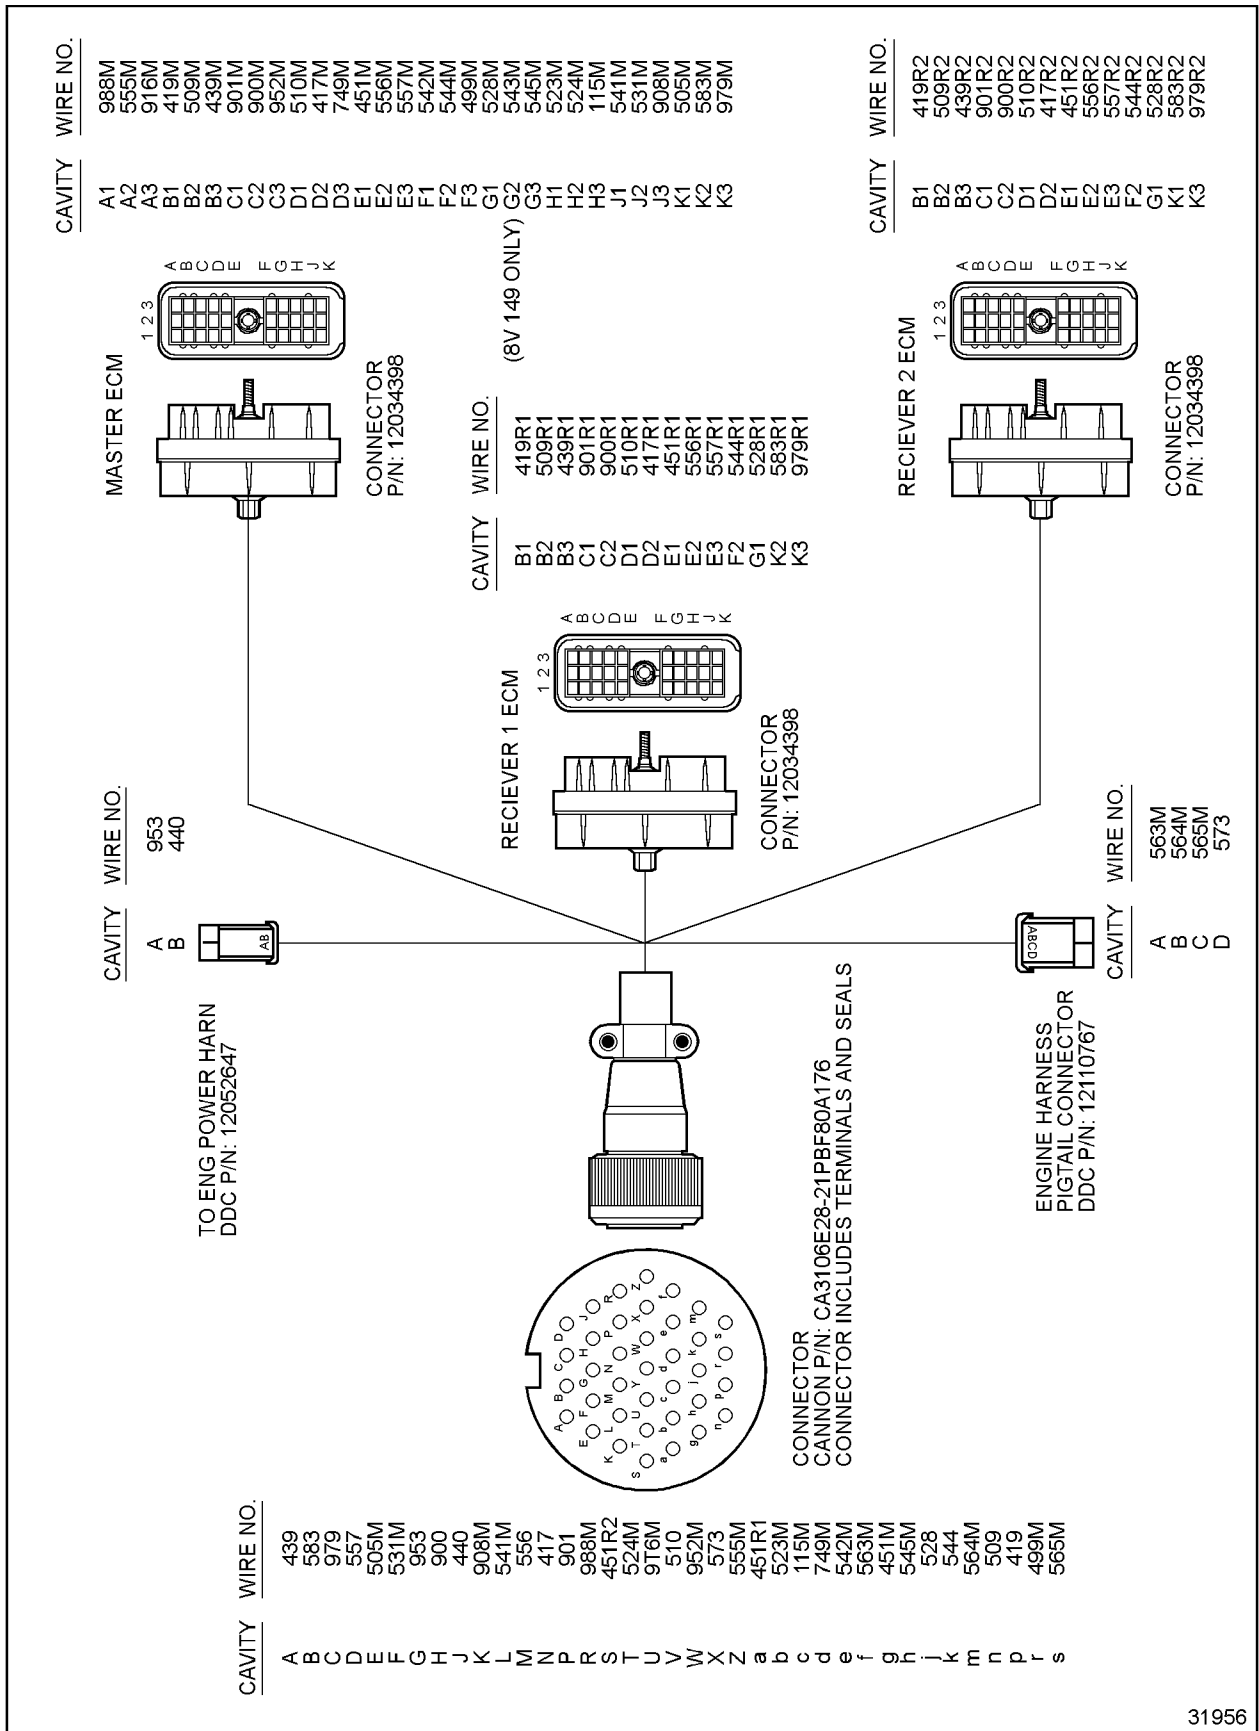 CAVITY WIRE NO.
A 439
B 583
C 979
D 557
E 505M
F 531M
G 953
H 900
J 440
K 908M
L 541M
M 556
N 417
P 901
R 988M
S 451R2
T 524M
U 9T6M
V 510
W 952M
X 573
Z 555M
a 451R1
b 523M
c 115M
d 749M
e 542M
f 563M
g 451M
h 545M
j 528
k 544
m 564M
n 509
p 419
r 499M
s 565M
A B C D
E F G H J
K L M N P R
S T U Y W X Z
a b c d e f
g h j k m
n p r s
CONNECTOR
CANNON P/N: CA3106E28-21PBF80A176
CONNECTOR INCLUDES TERMINALS AND SEALS
TO ENG POWER HARN
DDC P/N: 12052647
CAVITY WIRE NO.
A 953
B 440
AB
ENGINE HARNESS
PIGTAIL CONNECTOR
DDC P/N: 12110767
ABCD
CAVITY WIRE NO.
A 563M
B 564M
C 565M
D 573
MASTER ECM
CONNECTOR
P/N: 12034398
1 2 3
A
B
C
D
E
F
G
H
J
K
CAVITY WIRE NO.
A1 988M
A2 555M
A3 916M
B1 419M
B2 509M
B3 439M
C1 901M
C2 900M
C3 952M
D1 510M
D2 417M
D3 749M
E1 451M
E2 556M
E3 557M
F1 542M
F2 544M
F3 499M
G1 528M
(8V 149 ONLY) G2 543M
G3 545M
H1 523M
H2 524M
H3 115M
J1 541M
J2 531M
J3 908M
K1 505M
K2 583M
K3 979M
RECIEVER 1 ECM
CONNECTOR
P/N: 12034398
1 2 3
A
B
C
D
E
F
G
H
J
K
CAVITY WIRE NO.
B1 419R1
B2 509R1
B3 439R1
C1 901R1
C2 900R1
D1 510R1
D2 417R1
E1 451R1
E2 556R1
E3 557R1
F2 544R1
G1 528R1
K2 583R1
K3 979R1
RECIEVER 2 ECM
CONNECTOR
P/N: 12034398
1 2 3
A
B
C
D
E
F
G
H
J
K
CAVITY WIRE NO.
B1 419R2
B2 509R2
B3 439R2
C1 901R2
C2 900R2
D1 510R2
D2 417R2
E1 451R2
E2 556R2
E3 557R2
F2 544R2
G1 528R2
K1 583R2
K3 979R2
31956